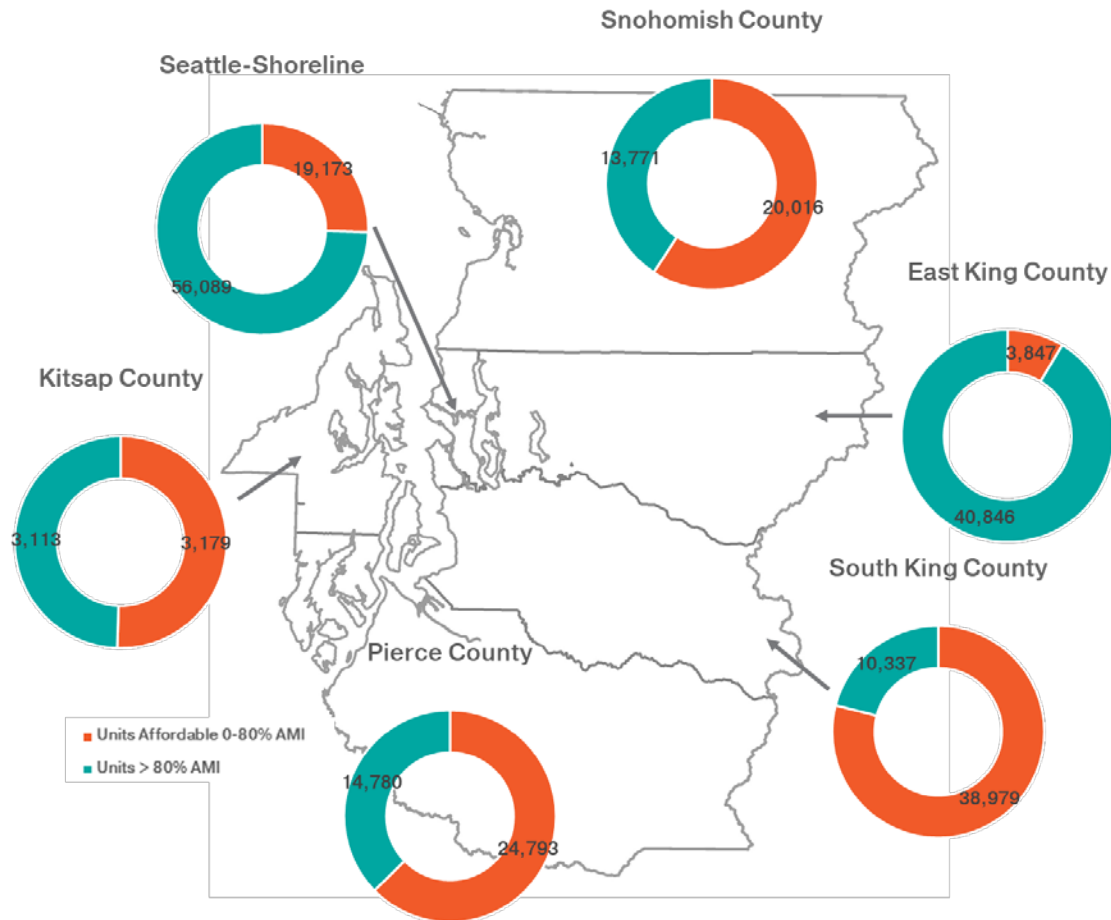 Snohomish County
Seattle-Shoreline
19,173
13,771
20,016
56,089
East King County
3,847
Kitsap County
40,846
3,113
3,179
South King County
Pierce County
10,337
Units Affordable 0-80% AMI
Units > 80% AMI
14,780
38,979
24,793